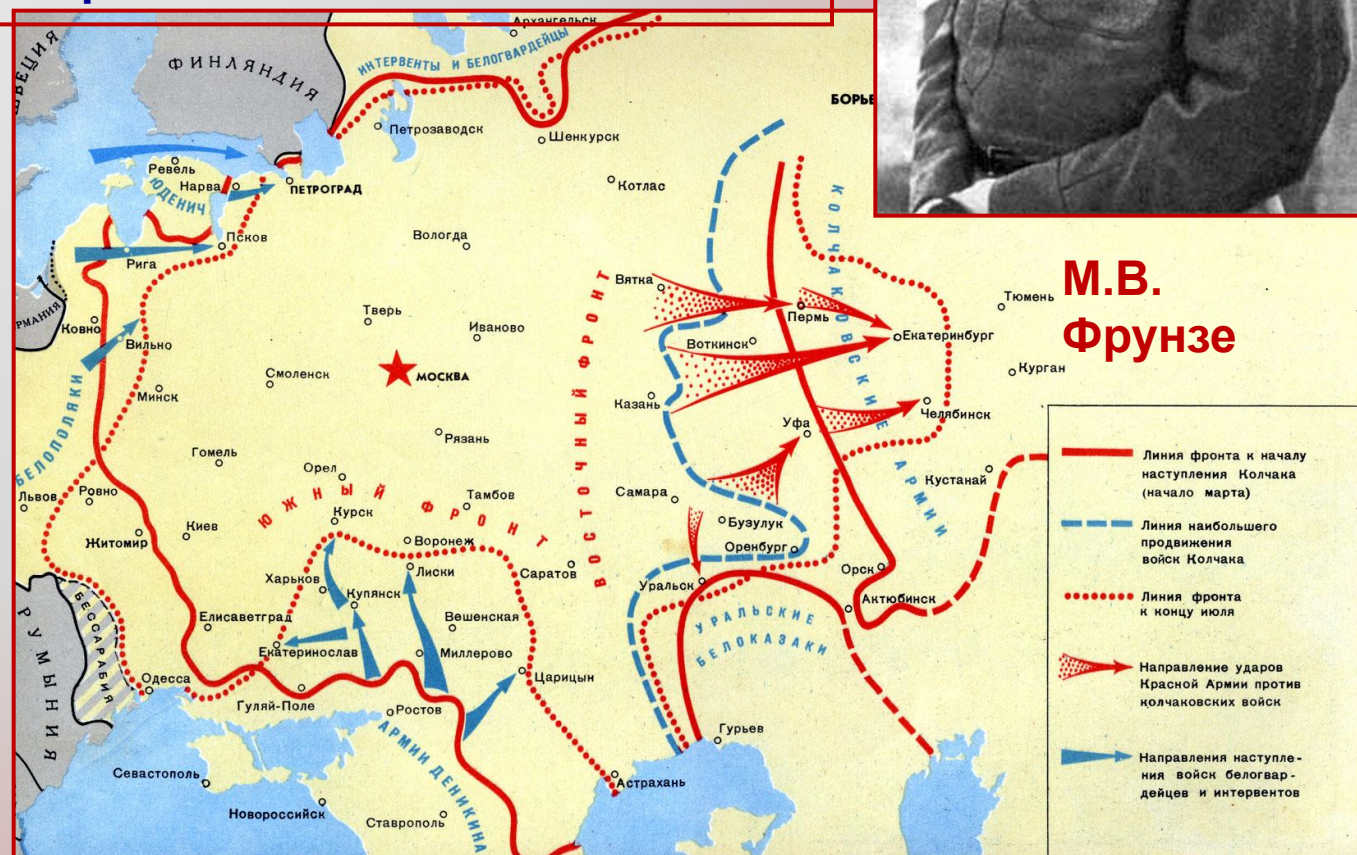 Архангельск
ИНТЕРВЕНТЫ И БЕЛОГВАРДЕЙЦЫ
ФИНЛЯНДИЯ
БОРЬБ
Петрозаводск
Шенкурск
Ревель
Нарва
ЮДЕНИЧ
ПЕТРОГРАД
Котлас
Псков
Вологда
Рига
КОЛЧАКОВСКИЕ АРМИИ
М.В.
Фрунзе
Вятка
Тверь
Иваново
Пермь
Тюмень
Ковно
Вильно
Воткинск
Екатеринбург
Смоленск
МОСКВА
Курган
Минск
Казань
Челябинск
БЕЛОПОЛЯКИ
Рязань
Уфа
ВОСТОЧНЫЙ ФРОНТ
Гомель
Орел
Кустанай
Львов
Ровно
Тамбов
Самара
ЮЖНЫЙ ФРОНТ
Курск
Киев
Житомир
Воронеж
Бузулук
Оренбург
Лиски
Саратов
Харьков
Купянск
Уральск
Орск
Актюбинск
БЕССАРАБИЯ
РУМЫНИЯ
Елисаветград
Вешенская
УРАЛЬСКИЕ
БЕЛОКАЗАКИ
Екатеринослав
Миллерово
Одесса
Царицын
Гуляй-Поле
Ростов
Гурьев
АРМИИ ДЕНИКИНА
Севастополь
Астрахань
Новороссийск
Ставрополь
Линия фронта к началу
наступления Колчака
(начало марта)
Линия наибольшего
продвижения
войск Колчака
Линия фронта
к концу июля
Направление ударов
Красной Армии против
колчаковских войск
Направления наступле-
ния войск белогвар-
дейцев и интервентов